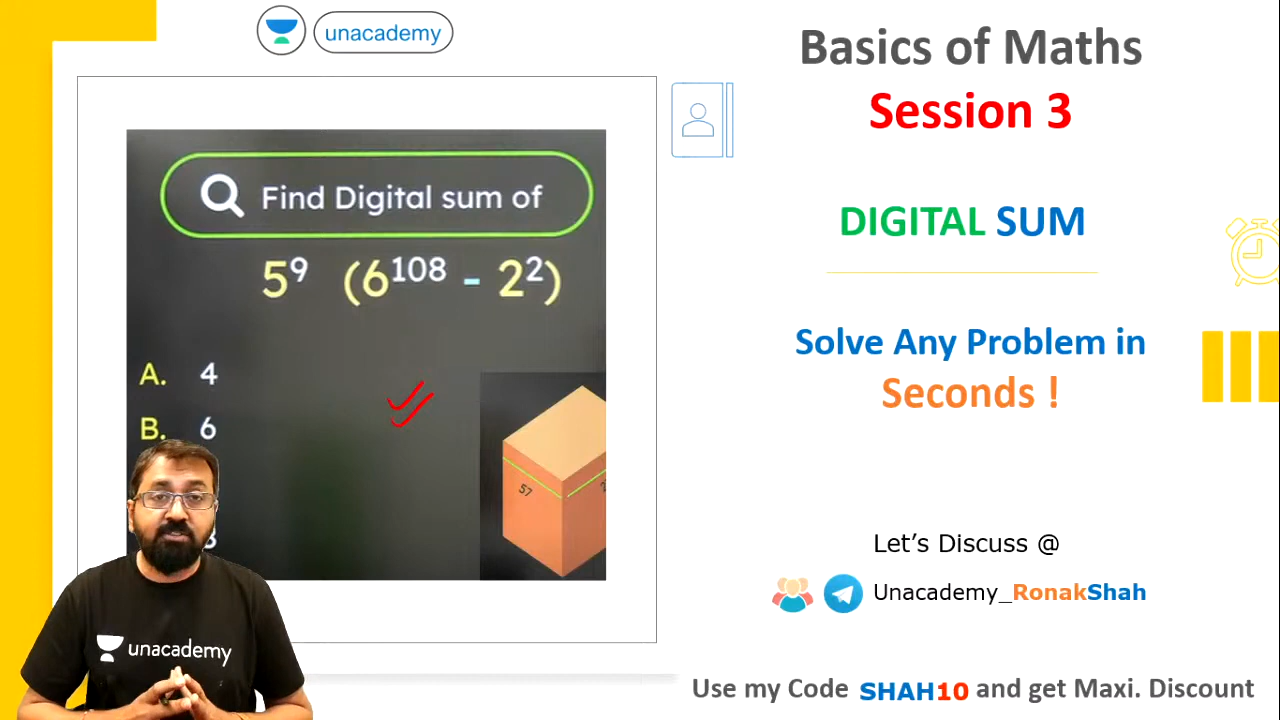 unacademy
Basics of Maths
Session 3
Find Digital sum of
5⁹ (6¹⁰⁸ - 2²)
DIGITAL SUM
Solve Any Problem in
Seconds !
A. 4
B. 6
57
unacademy
Let's Discuss @
Unacademy_RonakShah
Use my Code SHAH10 and get Maxi. Discount